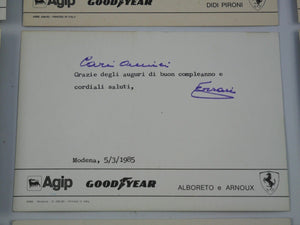 Agip GOODYEAR DIDI PIRONI
Cari amici
Grazie degli auguri di buon compleanno e
cordiali saluti,
Ferrari
Modena, 5/3/1985
Agip GOODYEAR ALBORETO e ARNOUX